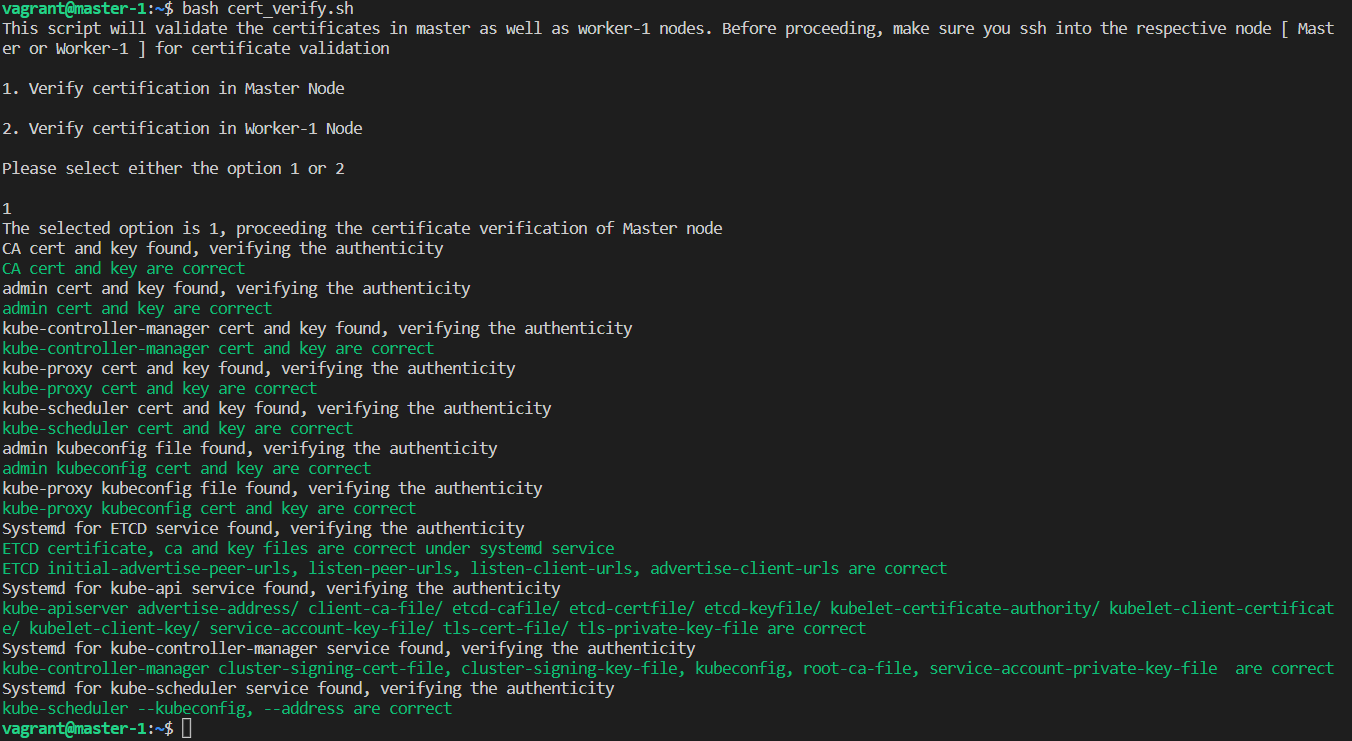 vagrant@master-1:~$ bash cert_verify.sh
This script will validate the certificates in master as well as worker-1 nodes. Before proceeding, make sure you ssh into the respective node [ Mast
er or Worker-1 ] for certificate validation
1. Verify certification in Master Node
2. Verify certification in Worker-1 Node
Please select either the option 1 or 2
1
The selected option is 1, proceeding the certificate verification of Master node
CA cert and key found, verifying the authenticity
CA cert and key are correct
admin cert and key found, verifying the authenticity
admin cert and key are correct
kube-controller-manager cert and key found, verifying the authenticity
kube-controller-manager cert and key are correct
kube-proxy cert and key found, verifying the authenticity
kube-proxy cert and key are correct
kube-scheduler cert and key found, verifying the authenticity
kube-scheduler cert and key are correct
admin kubeconfig file found, verifying the authenticity
admin kubeconfig cert and key are correct
kube-proxy kubeconfig file found, verifying the authenticity
kube-proxy kubeconfig cert and key are correct
Systemd for ETCD service found, verifying the authenticity
ETCD certificate, ca and key files are correct under systemd service
ETCD initial-advertise-peer-urls, listen-peer-urls, listen-client-urls, advertise-client-urls are correct
Systemd for kube-api service found, verifying the authenticity
kube-apiserver advertise-address/ client-ca-file/ etcd-cafile/ etcd-certfile/ etcd-keyfile/ kubelet-certificate-authority/ kubelet-client-certificat
e/ kubelet-client-key/ service-account-key-file/ tls-cert-file/ tls-private-key-file are correct
Systemd for kube-controller-manager service found, verifying the authenticity
kube-controller-manager cluster-signing-cert-file, cluster-signing-key-file, kubeconfig, root-ca-file, service-account-private-key-file  are correct
Systemd for kube-scheduler service found, verifying the authenticity
kube-scheduler --kubeconfig, --address are correct
vagrant@master-1:~$